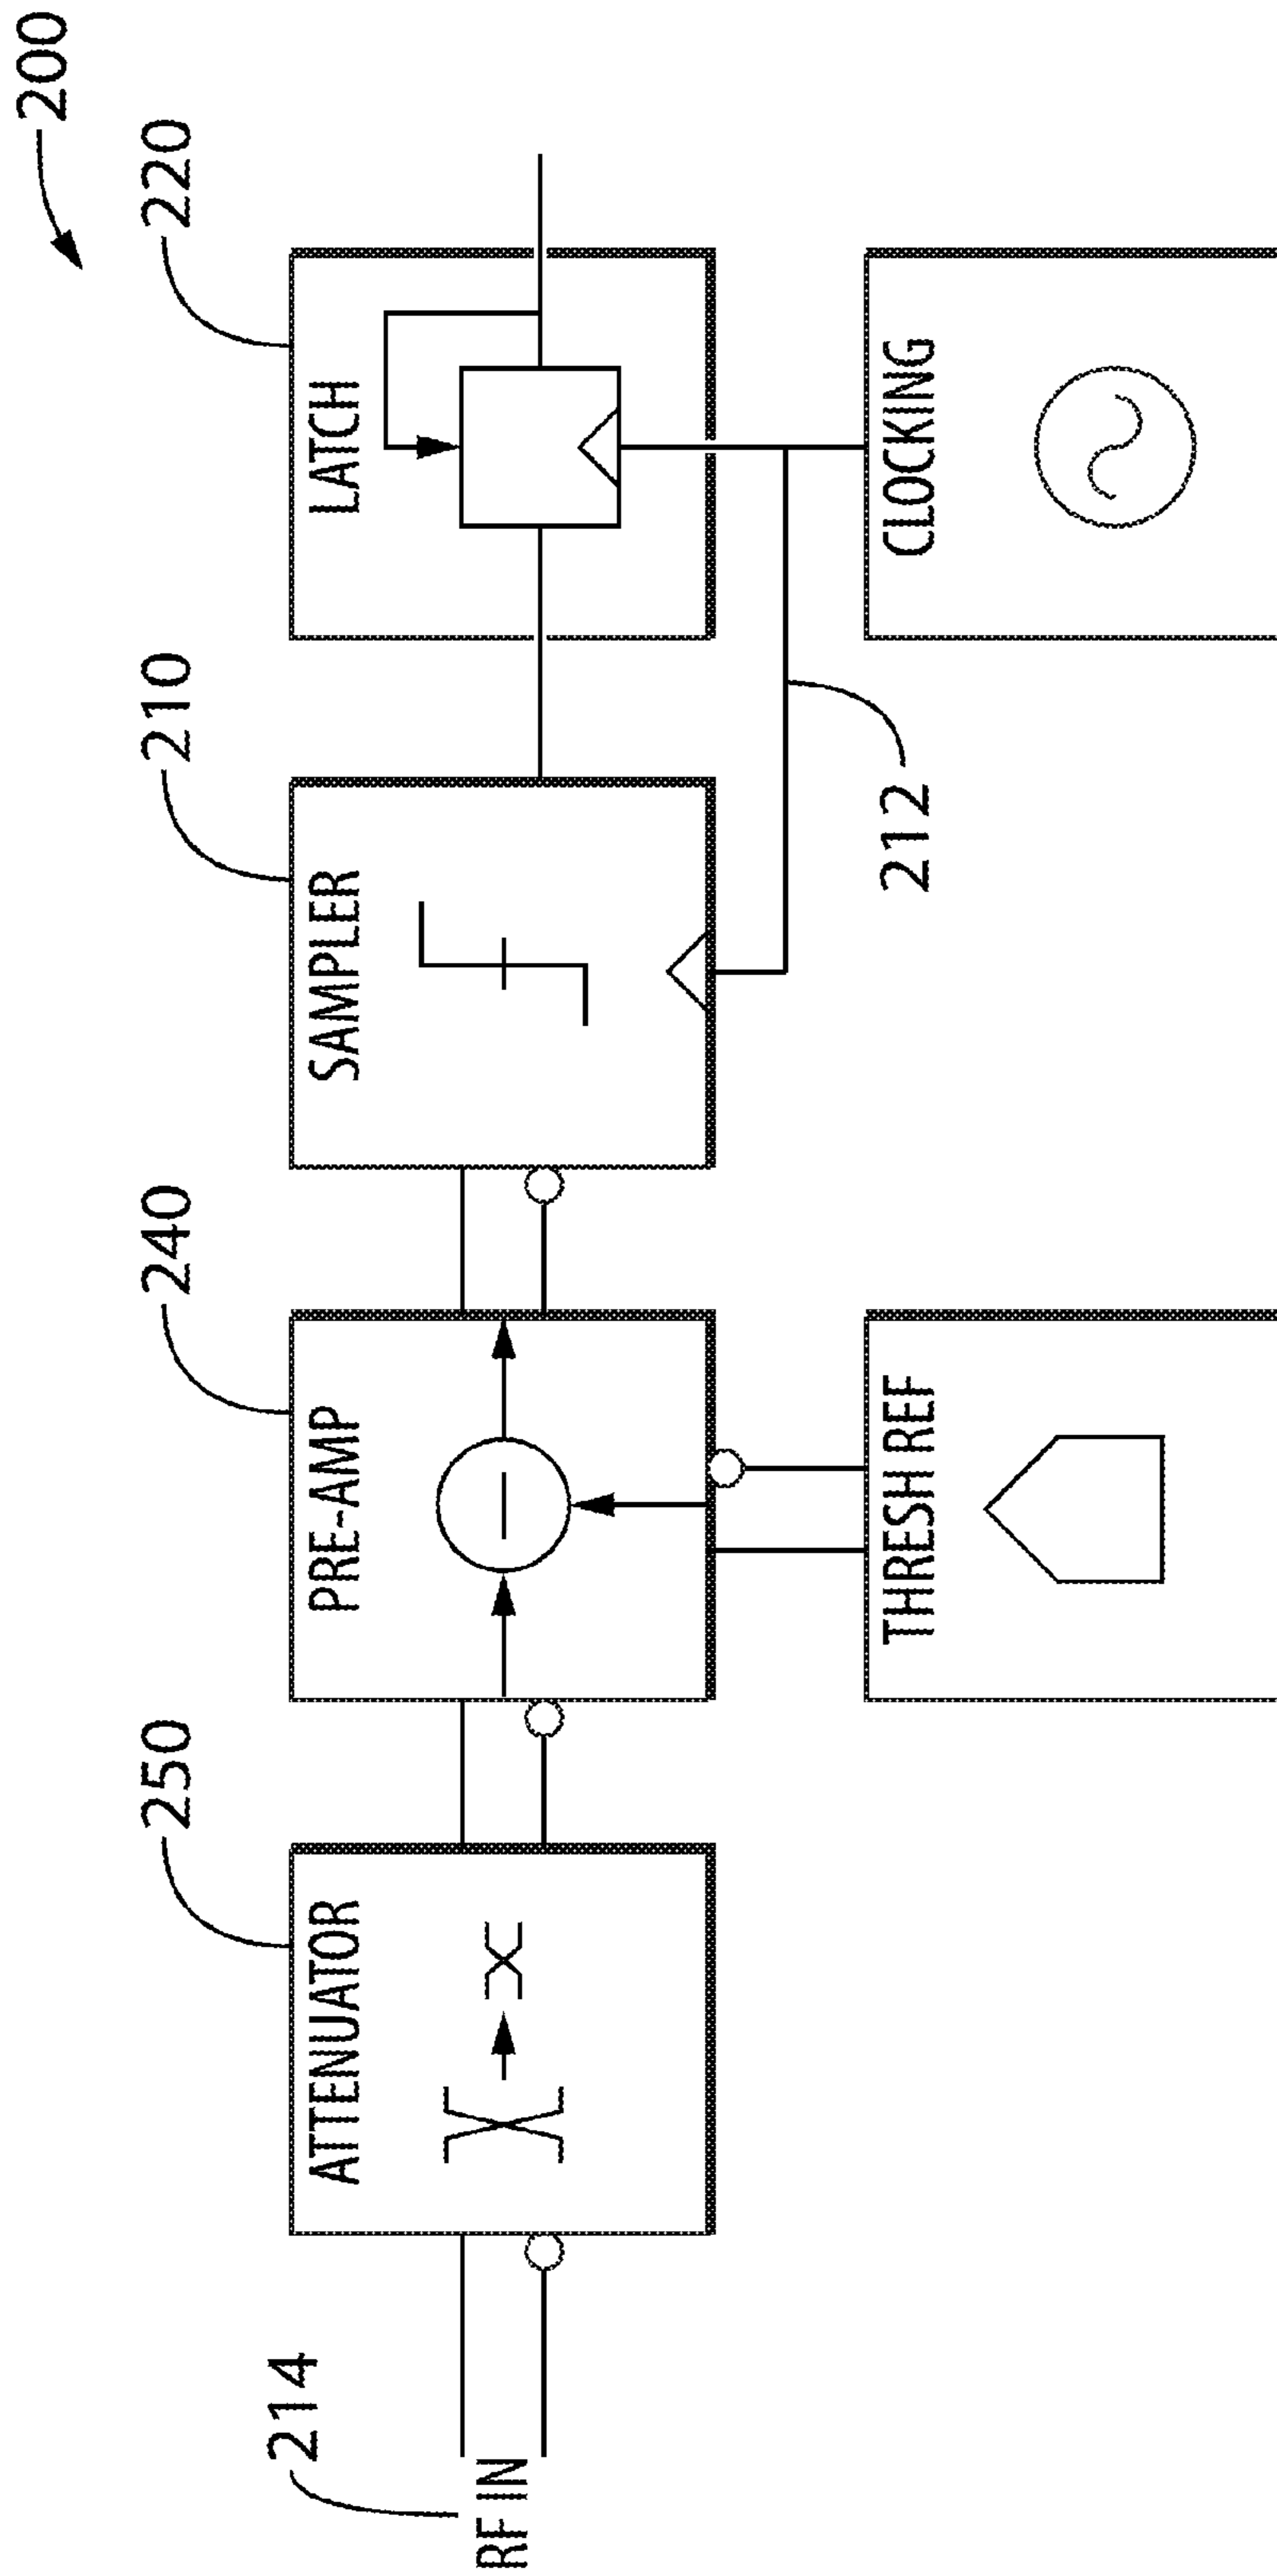 200
250
240
210
220
214
RF IN
ATTENUATOR
PRE-AMP
SAMPLER
LATCH
212
THRESH REF
CLOCKING